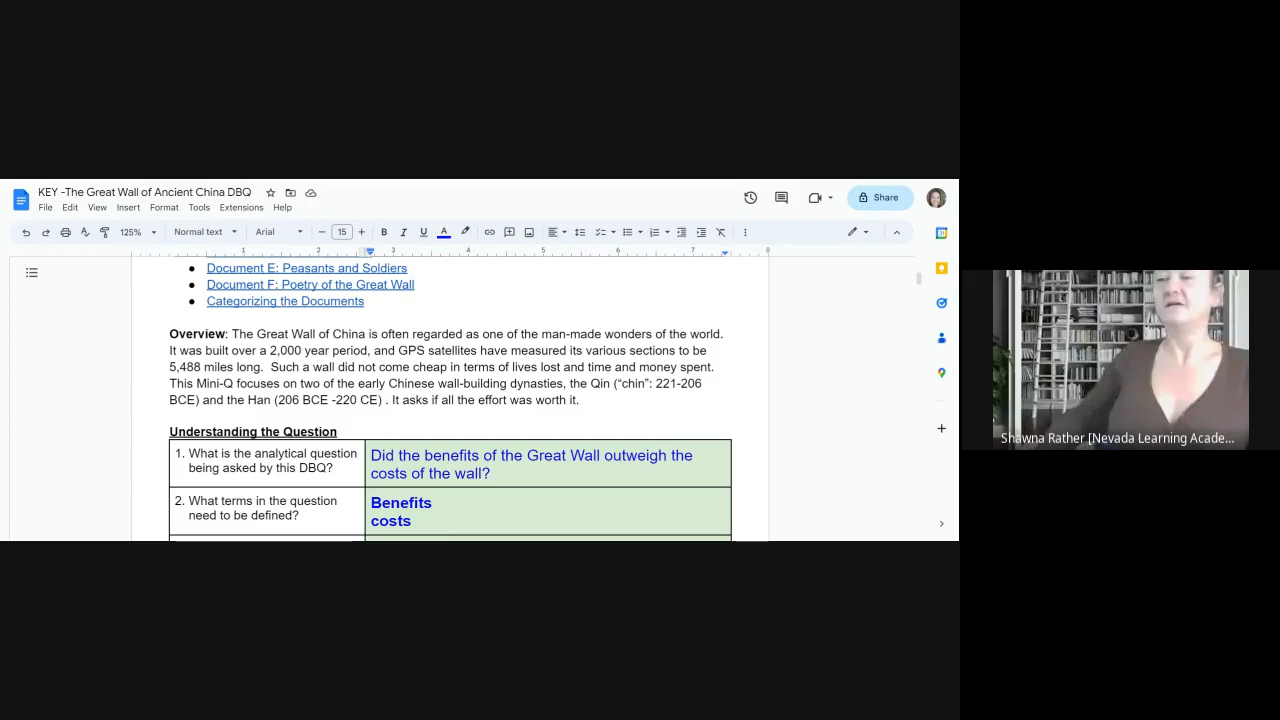 KEY -The Great Wall of Ancient China DBQ
File Edit View Insert Format Tools Extensions Help
Share
125% Normal text Arial 15
1 2 3 4 5 6 7 8
● Document E: Peasants and Soldiers
● Document F: Poetry of the Great Wall
● Categorizing the Documents
Overview: The Great Wall of China is often regarded as one of the man-made wonders of the world.
It was built over a 2,000 year period, and GPS satellites have measured its various sections to be
5,488 miles long. Such a wall did not come cheap in terms of lives lost and time and money spent.
This Mini-Q focuses on two of the early Chinese wall-building dynasties, the Qin (“chin”: 221-206
BCE) and the Han (206 BCE -220 CE) . It asks if all the effort was worth it.
Understanding the Question
1. What is the analytical question
being asked by this DBQ?
Did the benefits of the Great Wall outweigh the
costs of the wall?
2. What terms in the question
need to be defined?
Benefits
costs
Shawna Rather [Nevada Learning Acade...